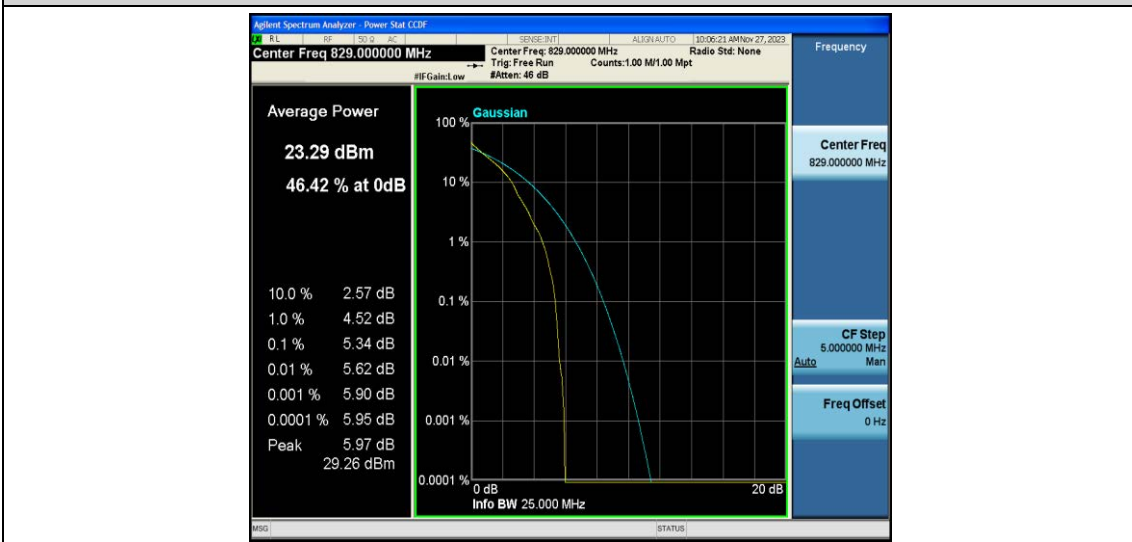 Agilent Spectrum Analyzer - Power Stat CCDF
RL RF 50 Ω AC SENSE:INT ALIGN AUTO 10:06:21 AM Nov 27, 2023
Center Freq 829.000000 MHz
Center Freq: 829.000000 MHz Radio Std: None
Trig: Free Run Counts:1.00 M/1.00 Mpt
#IFGain:Low #Atten: 46 dB
Frequency
Average Power
23.29 dBm
46.42 % at 0dB
10.0 % 2.57 dB
1.0 % 4.52 dB
0.1 % 5.34 dB
0.01 % 5.62 dB
0.001 % 5.90 dB
0.0001 % 5.95 dB
Peak 5.97 dB
29.26 dBm
Gaussian
100 %
10 %
1 %
0.1 %
0.01 %
0.001 %
0.0001 %
0 dB 20 dB
Info BW 25.000 MHz
Center Freq
829.000000 MHz
CF Step
5.000000 MHz
Auto Man
Freq Offset
0 Hz
MSG STATUS